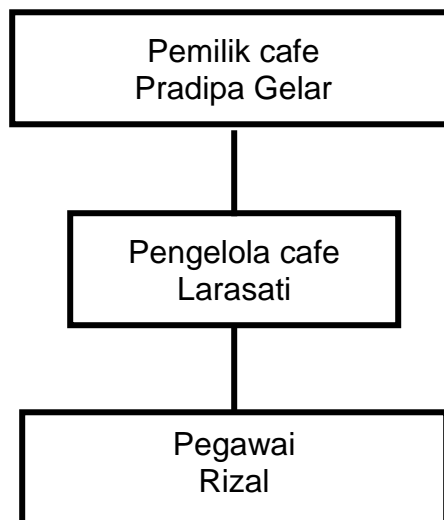 Pemilik cafe
Pradipa Gelar
Pengelola cafe
Larasati
Pegawai
Rizal